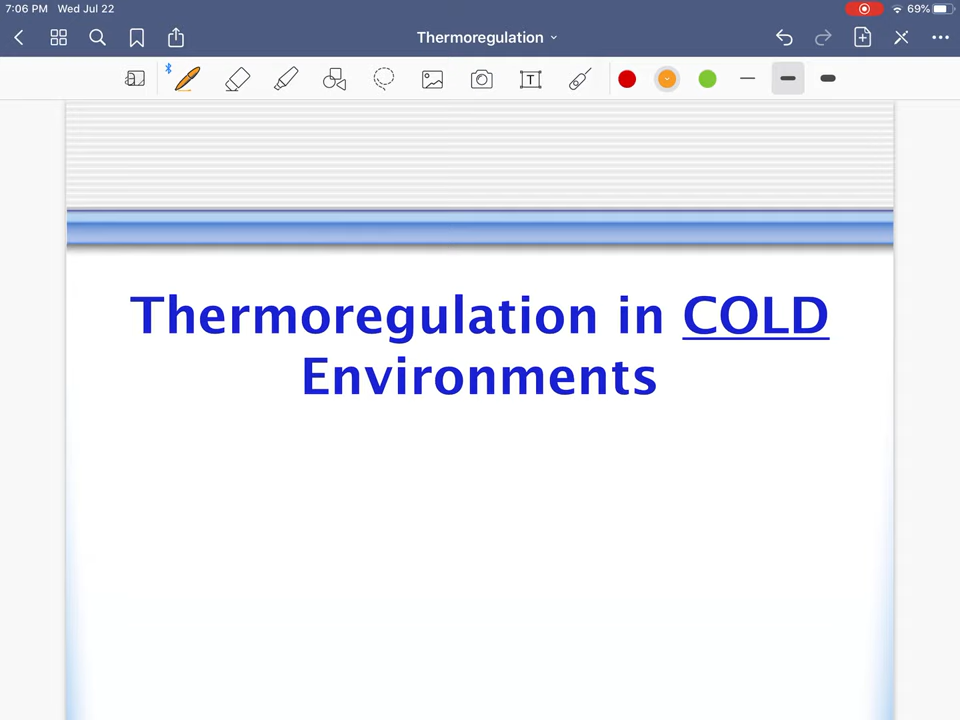 7:06 PM Wed Jul 22 69%
Thermoregulation
T
Thermoregulation in COLD
Environments